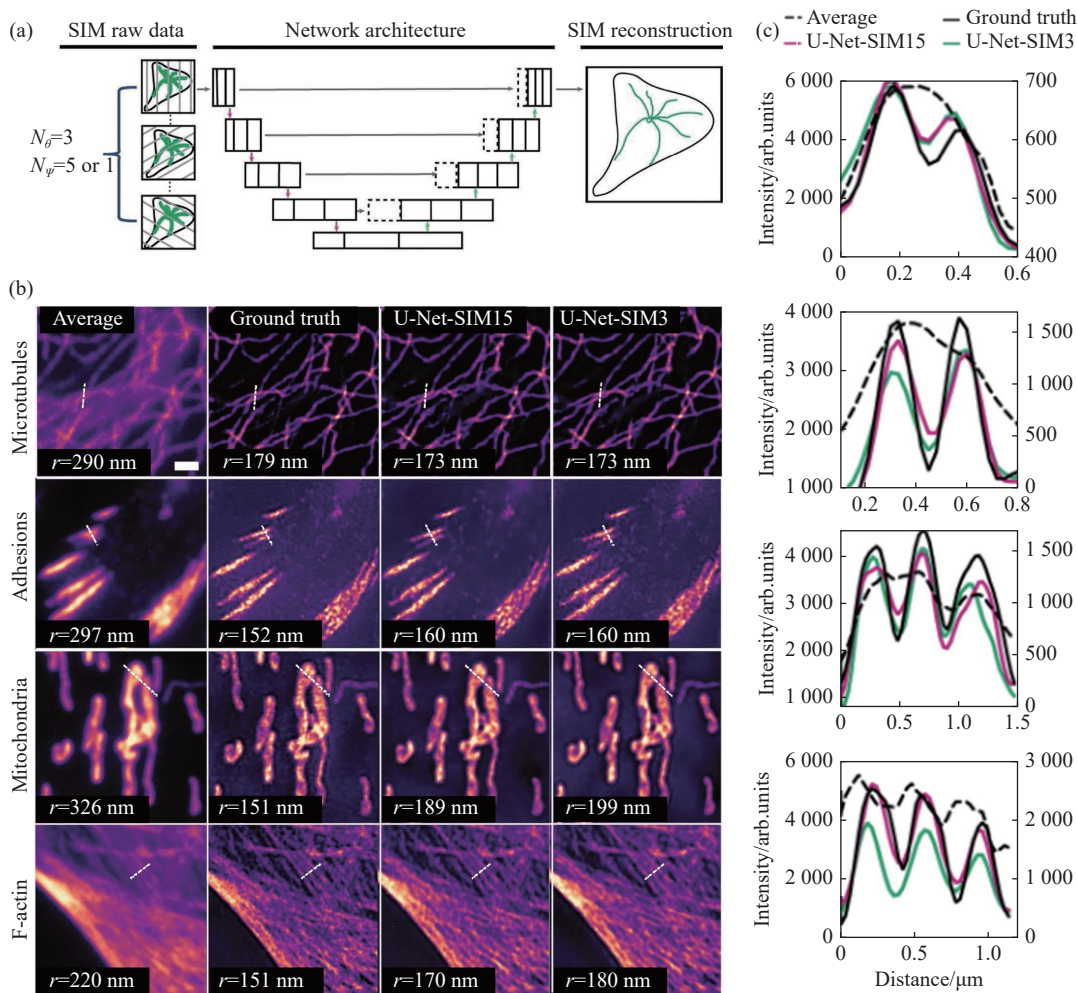 (a)
SIM raw data
Network architecture
SIM reconstruction
N_θ=3
N_Ψ=5 or 1
(b)
Average
Ground truth
U-Net-SIM15
U-Net-SIM3
Microtubules
r=290 nm
r=179 nm
r=173 nm
r=173 nm
Adhesions
r=297 nm
r=152 nm
r=160 nm
r=160 nm
Mitochondria
r=326 nm
r=151 nm
r=189 nm
r=199 nm
F-actin
r=220 nm
r=151 nm
r=170 nm
r=180 nm
(c)
Average
Ground truth
U-Net-SIM15
U-Net-SIM3
Intensity/arb.units
6 000
4 000
2 000
0
700
600
500
400
0
0.2
0.4
0.6
Intensity/arb.units
4 000
3 000
2 000
1 000
1 500
1 000
500
0
0.2
0.4
0.6
0.8
Intensity/arb.units
4 000
3 000
2 000
1 000
1 500
1 000
500
0
0
0.5
1.0
1.5
Intensity/arb.units
6 000
4 000
2 000
0
3 000
2 000
1 000
0
0
0.5
1.0
Distance/μm